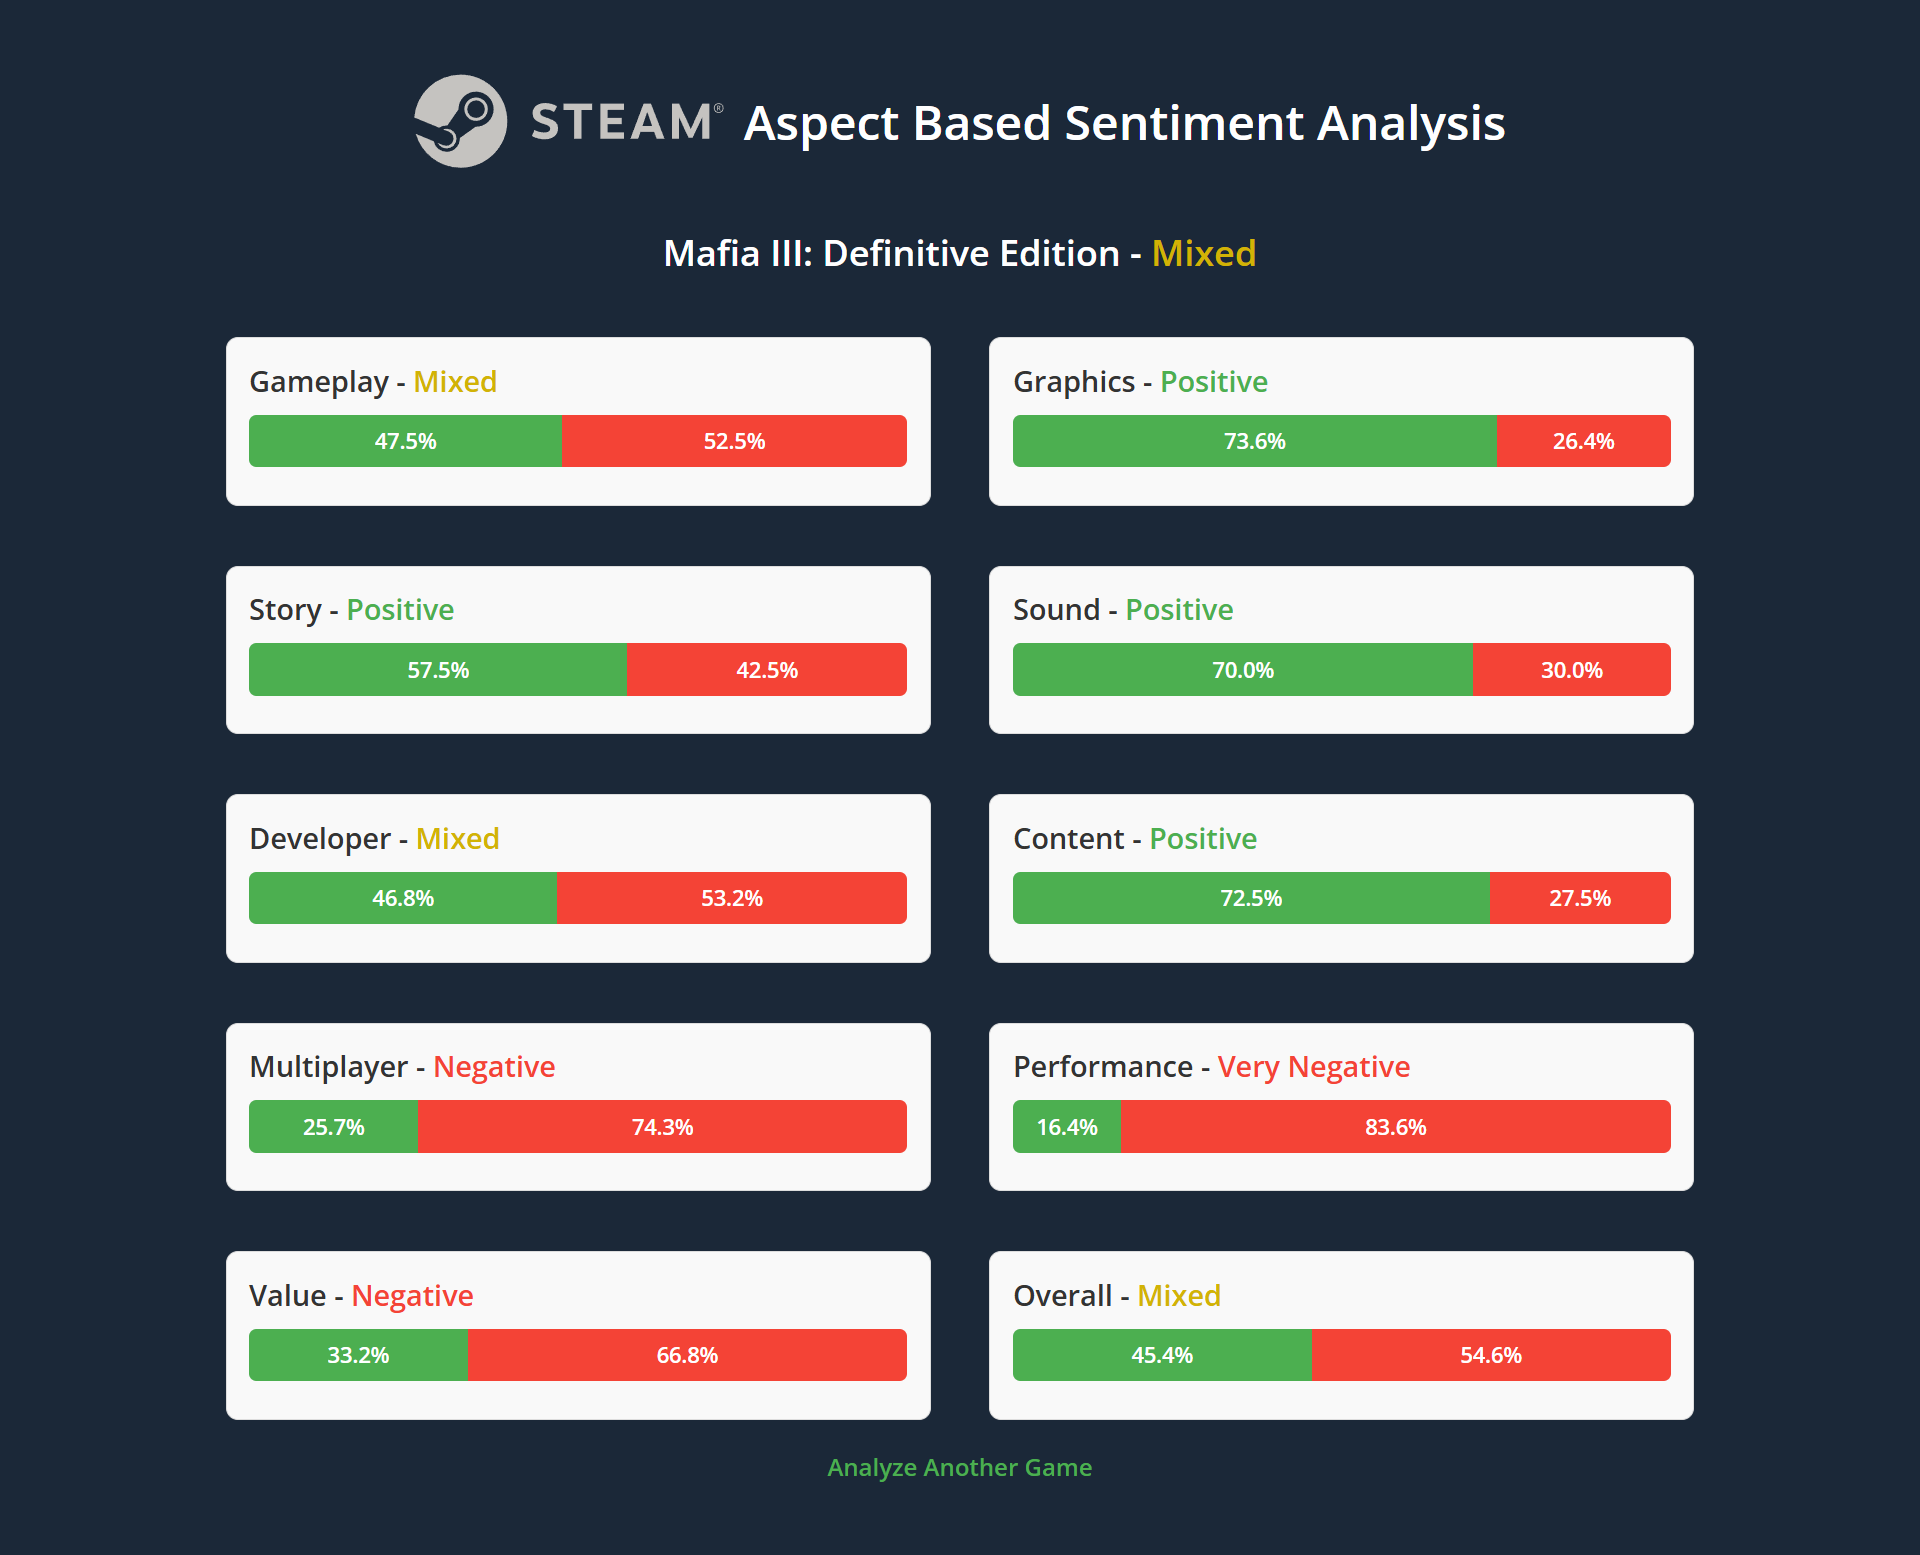 STEAM® Aspect Based Sentiment Analysis
Mafia III: Definitive Edition - Mixed
Gameplay - Mixed
47.5% 52.5%
Graphics - Positive
73.6% 26.4%
Story - Positive
57.5% 42.5%
Sound - Positive
70.0% 30.0%
Developer - Mixed
46.8% 53.2%
Content - Positive
72.5% 27.5%
Multiplayer - Negative
25.7% 74.3%
Performance - Very Negative
16.4% 83.6%
Value - Negative
33.2% 66.8%
Overall - Mixed
45.4% 54.6%
Analyze Another Game